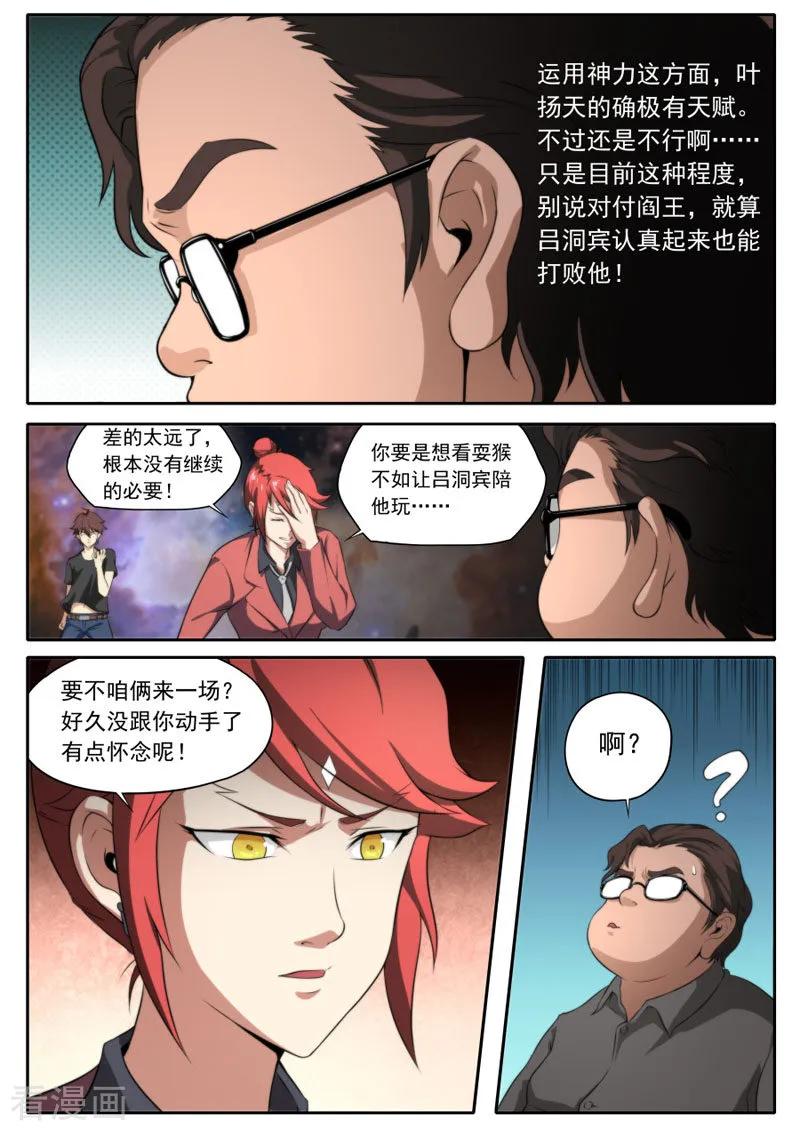 运用神力这方面，叶
扬天的确极有天赋。
不过还是不行啊……
只是目前这种程度，
别说对付阎王，就算
吕洞宾认真起来也能
打败他！
差的太远了，
根本没有继续
的必要！
你要是想看耍猴
不如让吕洞宾陪
他玩……
要不咱俩来一场？
好久没跟你动手了
有点怀念呢！
啊？
？
看漫画